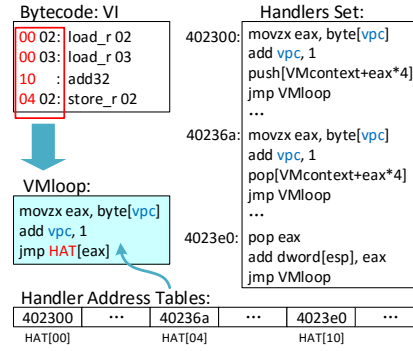 Bytecode: VI
00 02: load_r 02
00 03: load_r 03
10 : add32
04 02: store_r 02
VMloop:
movzx eax, byte[vpc]
add vpc, 1
jmp HAT[eax]
Handlers Set:
402300: movzx eax, byte[vpc]
add vpc, 1
push[VMcontext+eax*4]
jmp VMloop
...
40236a: movzx eax, byte[vpc]
add vpc, 1
pop[VMcontext+eax*4]
jmp VMloop
...
4023e0: pop eax
add dword[esp], eax
jmp VMloop
Handler Address Tables:
402300 ... 40236a ... 4023e0
HAT[00] HAT[04] HAT[10]